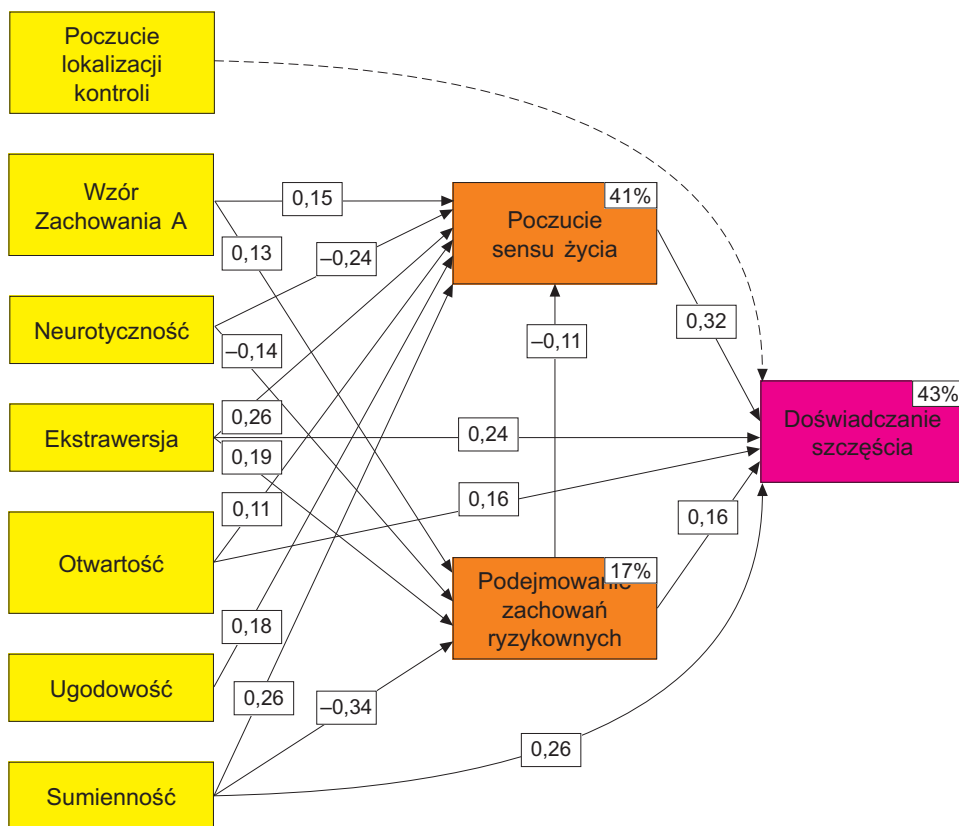 Poczucie
lokalizacji
kontroli
Wzór
Zachowania A
Neurotyczność
Ekstrawersja
Otwartość
Ugodowość
Sumienność
0,15
0,13
–0,24
–0,14
0,26
0,19
0,11
0,18
0,26
–0,34
41%
Poczucie
sensu życia
–0,11
17%
Podejmowanie
zachowań
ryzykownych
0,32
0,24
0,16
0,16
0,26
43%
Doświadczanie
szczęścia